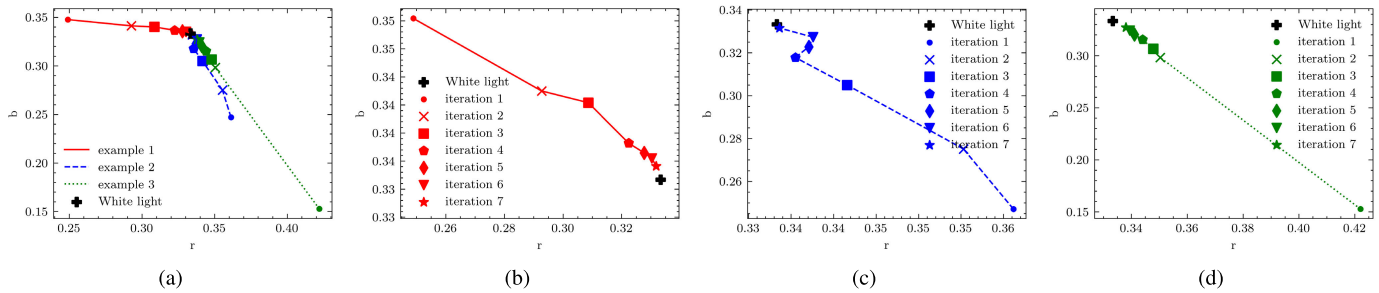 0.35
0.30
0.25
0.20
0.15
b
example 1
example 2
example 3
White light
0.25
0.30
0.35
0.40
r
(a)
0.35
0.34
0.34
0.34
0.33
0.33
b
White light
iteration 1
iteration 2
iteration 3
iteration 4
iteration 5
iteration 6
iteration 7
0.26
0.28
0.30
0.32
r
(b)
0.34
0.32
0.30
0.28
0.26
b
White light
iteration 1
iteration 2
iteration 3
iteration 4
iteration 5
iteration 6
iteration 7
0.33
0.34
0.34
0.35
0.35
0.36
r
(c)
0.30
0.25
0.20
0.15
b
White light
iteration 1
iteration 2
iteration 3
iteration 4
iteration 5
iteration 6
iteration 7
0.34
0.36
0.38
0.40
0.42
r
(d)